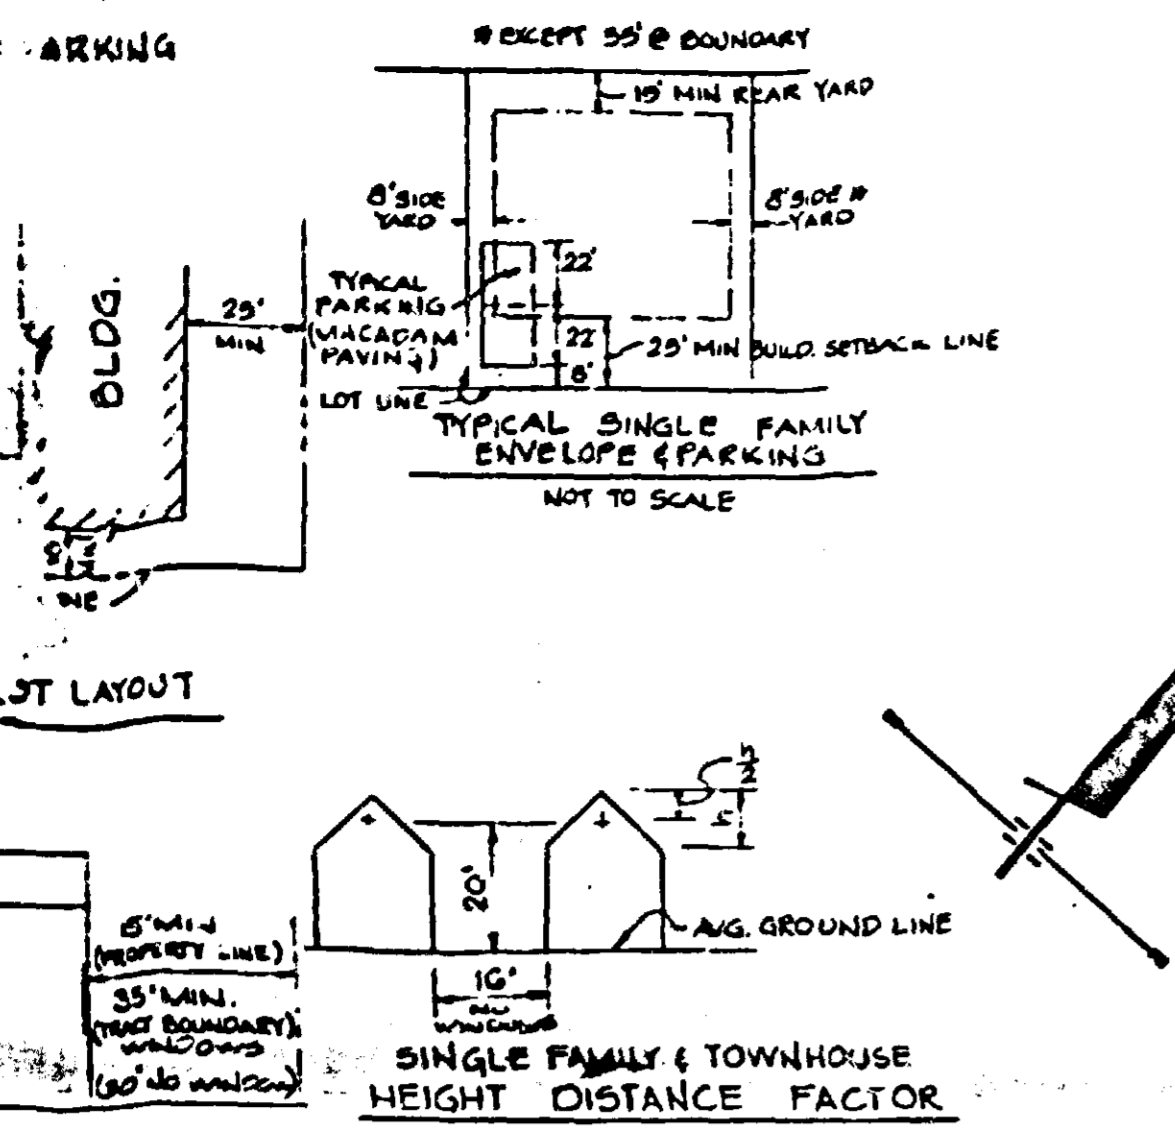 ARKING
* EXCEPT 35' @ BOUNDARY
15' MIN REAR YARD
8' SIDE
YARD
8' SIDE *
YARD
22'
TYPICAL
PARKING
(MACADAM
PAVING)
22'
8'
25' MIN BUILD. SETBACK LINE
LOT LINE
BLDG.
25'
MIN
TYPICAL SINGLE FAMILY
ENVELOPE & PARKING
NOT TO SCALE
LAYOUT
h/2
h
20'
AVG. GROUND LINE
16'
NO
WINDOWS
8' MIN
(PROPERTY LINE)
35' MIN.
(TRACT BOUNDARY)
WINDOWS
NO WINDOW)
SINGLE FAMILY & TOWNHOUSE
HEIGHT DISTANCE FACTOR